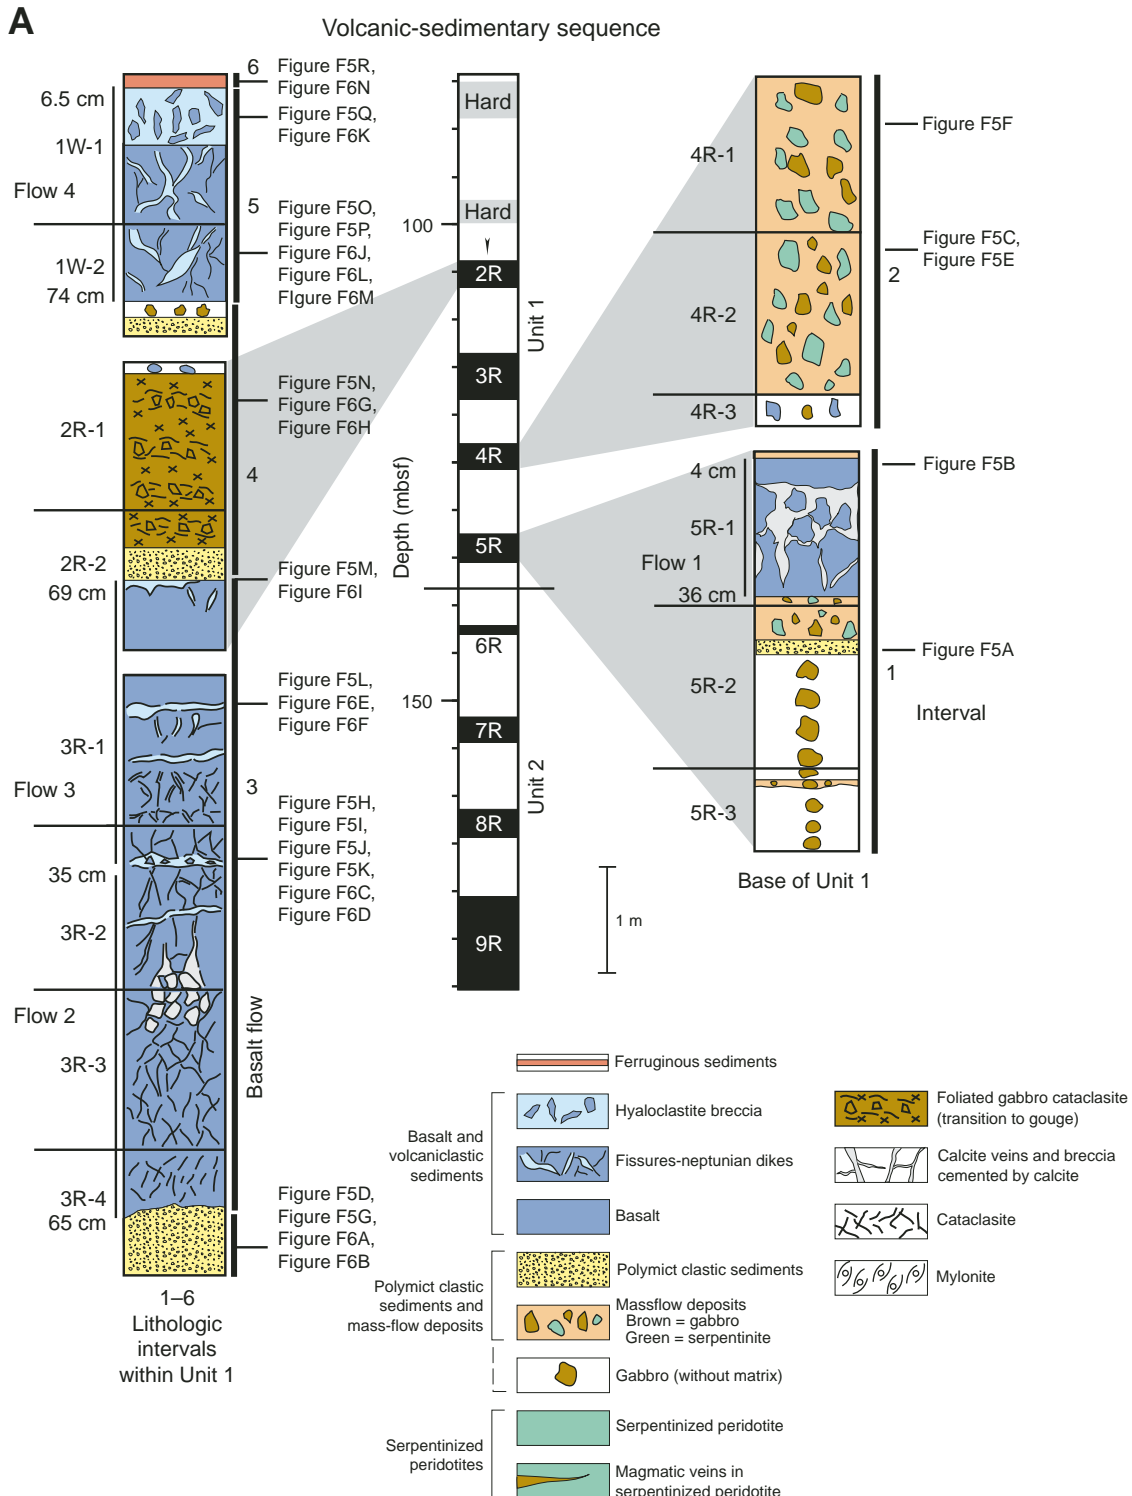 A
Volcanic-sedimentary sequence
6.5 cm
1W-1
Flow 4
1W-2
74 cm
2R-1
2R-2
69 cm
3R-1
Flow 3
35 cm
3R-2
Flow 2
3R-3
3R-4
65 cm
1–6
Lithologic
intervals
within Unit 1
6
5
4
3
Basalt flow
Figure F5R,
Figure F6N
Figure F5Q,
Figure F6K
Figure F5O,
Figure F5P,
Figure F6J,
Figure F6L,
FIgure F6M
Figure F5N,
Figure F6G,
Figure F6H
Figure F5M,
Figure F6I
Figure F5L,
Figure F6E,
Figure F6F
Figure F5H,
Figure F5I,
Figure F5J,
Figure F5K,
Figure F6C,
Figure F6D
Figure F5D,
Figure F5G,
Figure F6A,
Figure F6B
Depth (mbsf)
100
150
Hard
Hard
2R
3R
4R
5R
6R
7R
8R
9R
Unit 1
Unit 2
1 m
4R-1
4R-2
4R-3
Figure F5F
Figure F5C,
Figure F5E
2
4 cm
5R-1
Flow 1
36 cm
5R-2
5R-3
Figure F5B
Figure F5A
1
Interval
Base of Unit 1
Ferruginous sediments
Basalt and
volcaniclastic
sediments
Hyaloclastite breccia
Fissures-neptunian dikes
Basalt
Polymict clastic
sediments and
mass-flow deposits
Polymict clastic sediments
Massflow deposits
Brown = gabbro
Green = serpentinite
Gabbro (without matrix)
Serpentinized
peridotites
Serpentinized peridotite
Magmatic veins in
serpentinized peridotite
Foliated gabbro cataclasite
(transition to gouge)
Calcite veins and breccia
cemented by calcite
Cataclasite
Mylonite